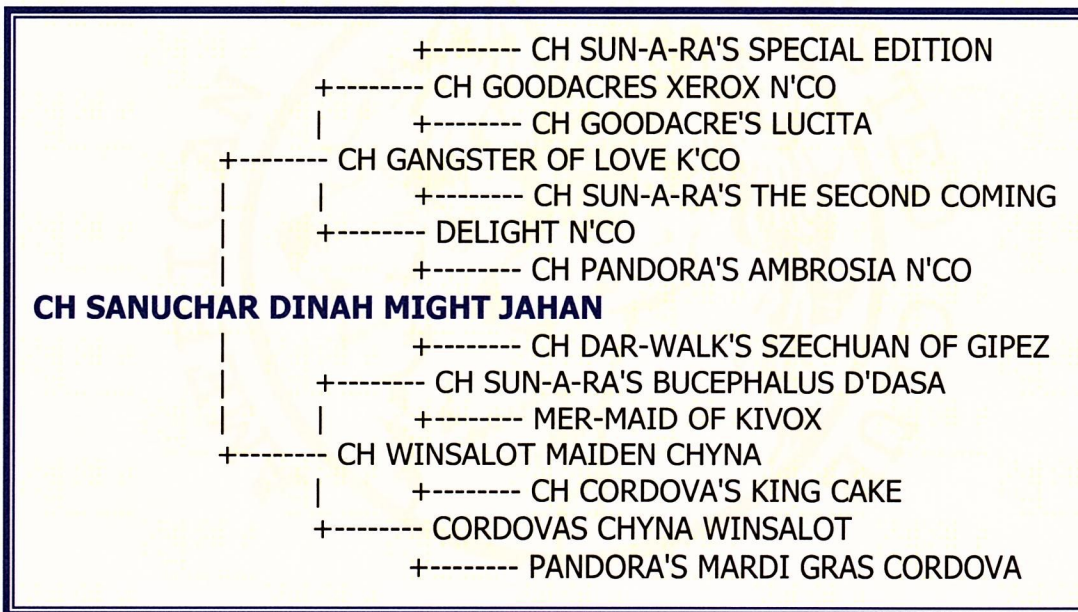 +-------- CH SUN-A-RA'S SPECIAL EDITION
+-------- CH GOODACRES XEROX N'CO
| +-------- CH GOODACRE'S LUCITA
+-------- CH GANGSTER OF LOVE K'CO
| | +-------- CH SUN-A-RA'S THE SECOND COMING
| +-------- DELIGHT N'CO
| +-------- CH PANDORA'S AMBROSIA N'CO
CH SANUCHAR DINAH MIGHT JAHAN
| +-------- CH DAR-WALK'S SZECHUAN OF GIPEZ
| +-------- CH SUN-A-RA'S BUCEPHALUS D'DASA
| | +-------- MER-MAID OF KIVOX
+-------- CH WINSALOT MAIDEN CHYNA
| +-------- CH CORDOVA'S KING CAKE
+-------- CORDOVAS CHYNA WINSALOT
+-------- PANDORA'S MARDI GRAS CORDOVA